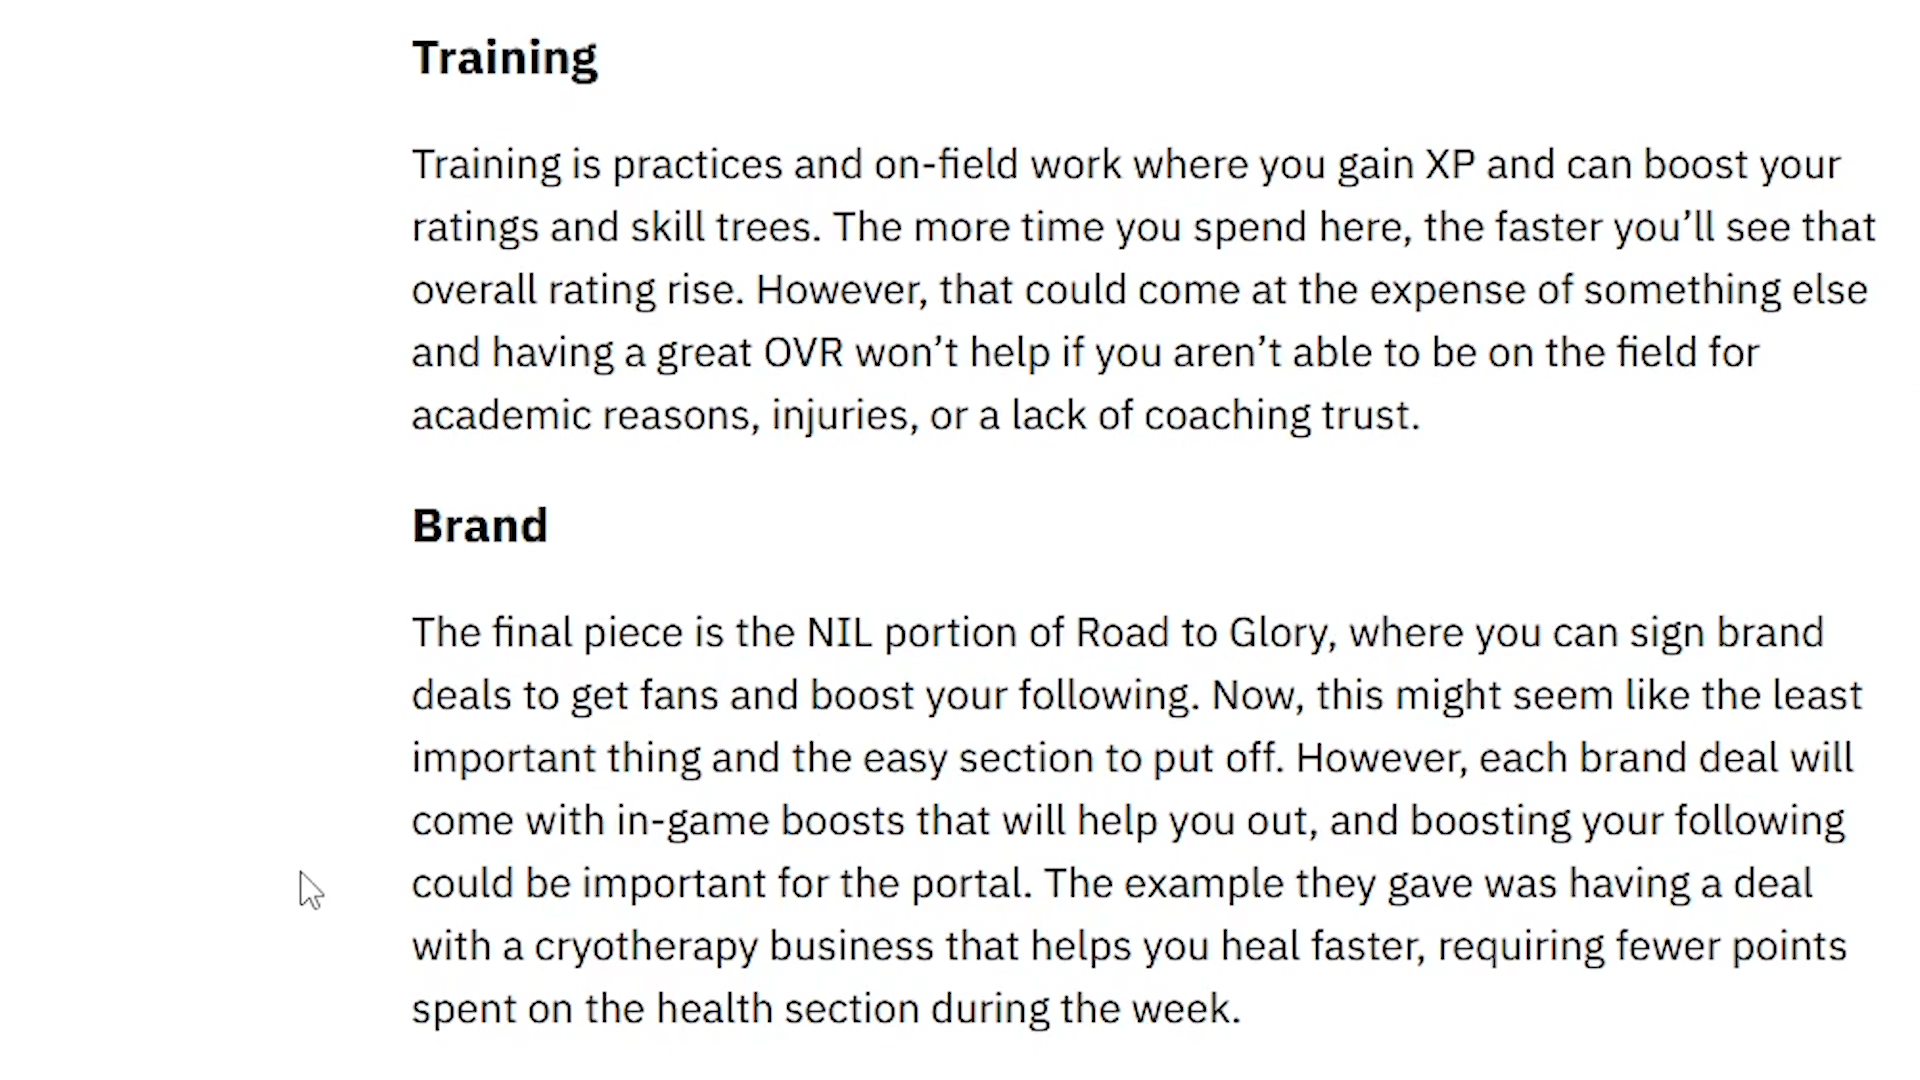 Training
Training is practices and on-field work where you gain XP and can boost your
ratings and skill trees. The more time you spend here, the faster you’ll see that
overall rating rise. However, that could come at the expense of something else
and having a great OVR won’t help if you aren’t able to be on the field for
academic reasons, injuries, or a lack of coaching trust.
Brand
The final piece is the NIL portion of Road to Glory, where you can sign brand
deals to get fans and boost your following. Now, this might seem like the least
important thing and the easy section to put off. However, each brand deal will
come with in-game boosts that will help you out, and boosting your following
could be important for the portal. The example they gave was having a deal
with a cryotherapy business that helps you heal faster, requiring fewer points
spent on the health section during the week.